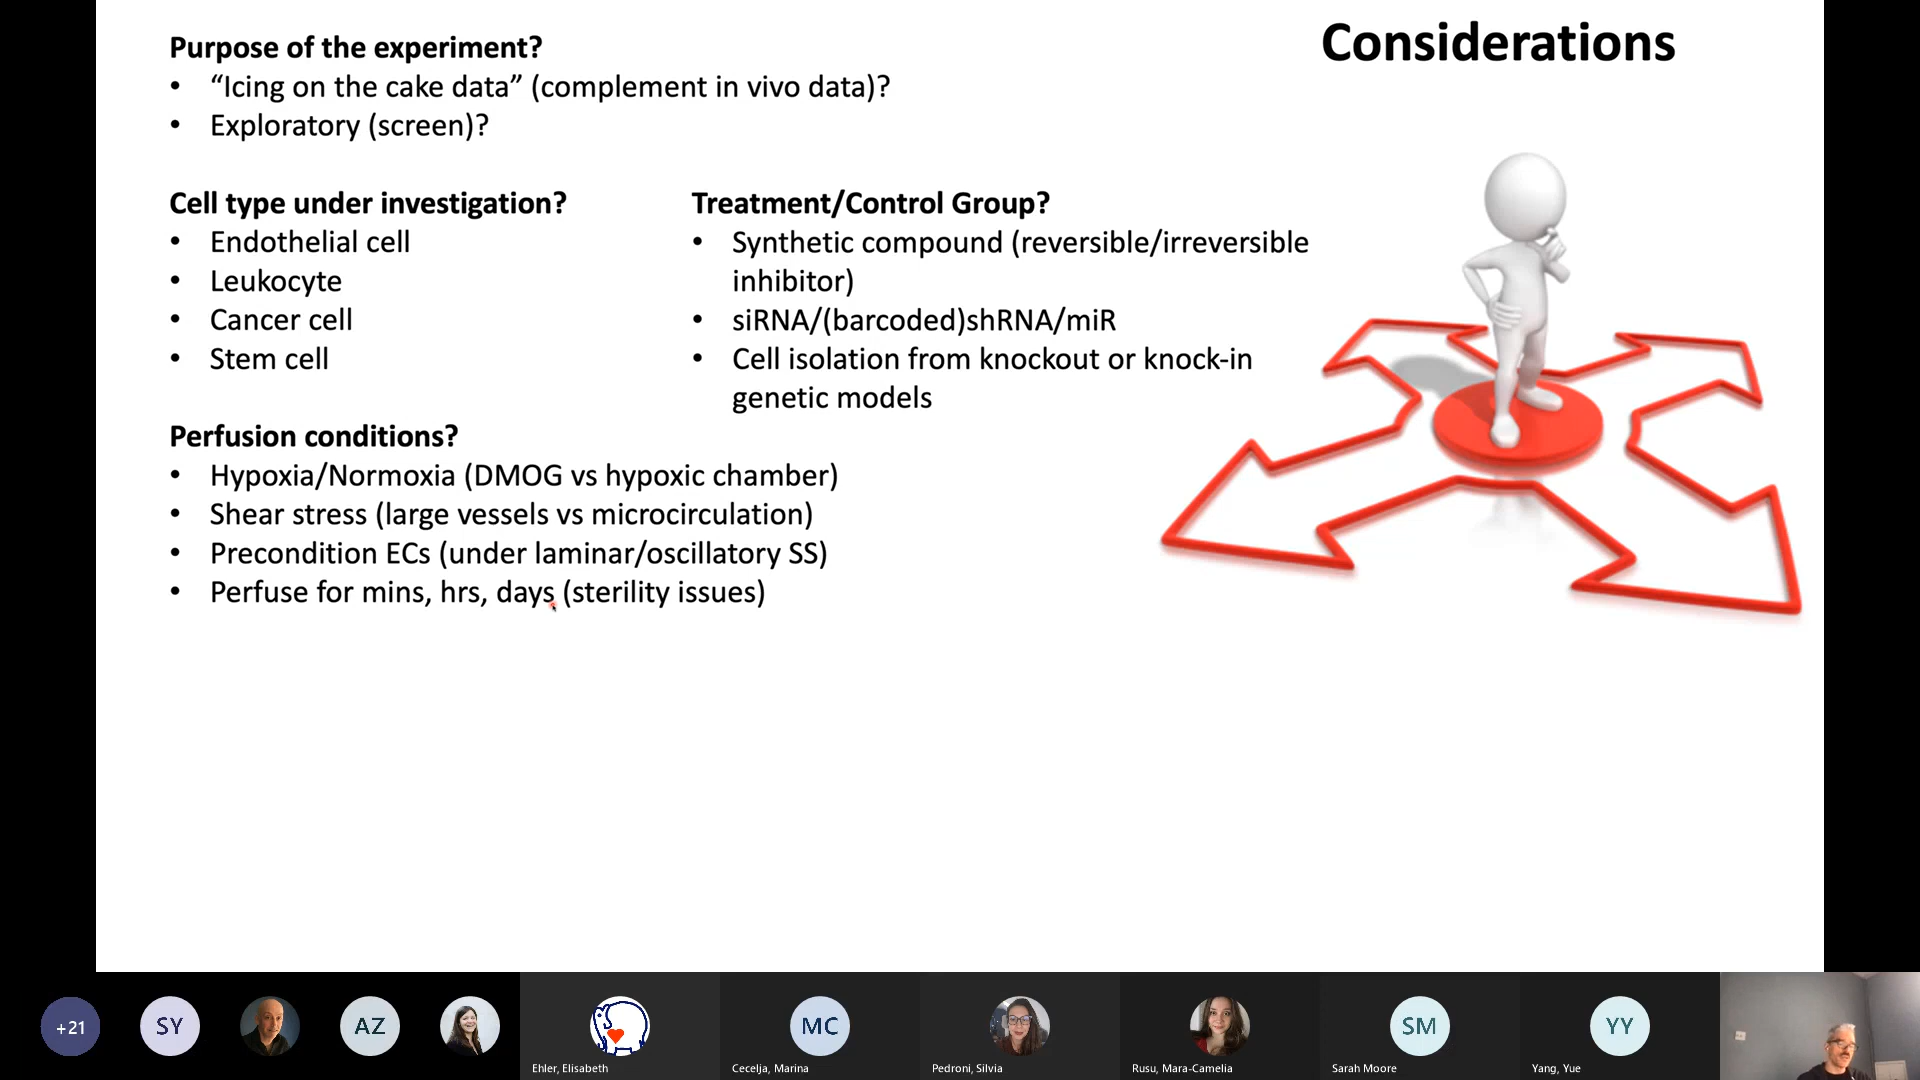 Considerations
Purpose of the experiment?
• “Icing on the cake data” (complement in vivo data)?
• Exploratory (screen)?
Cell type under investigation?
• Endothelial cell
• Leukocyte
• Cancer cell
• Stem cell
Treatment/Control Group?
• Synthetic compound (reversible/irreversible
inhibitor)
• siRNA/(barcoded)shRNA/miR
• Cell isolation from knockout or knock-in
genetic models
Perfusion conditions?
• Hypoxia/Normoxia (DMOG vs hypoxic chamber)
• Shear stress (large vessels vs microcirculation)
• Precondition ECs (under laminar/oscillatory SS)
• Perfuse for mins, hrs, days (sterility issues)
+21
SY
AZ
MC
SM
YY
Ehler, Elisabeth
Cecelja, Marina
Pedroni, Silvia
Rusu, Mara-Camelia
Sarah Moore
Yang, Yue